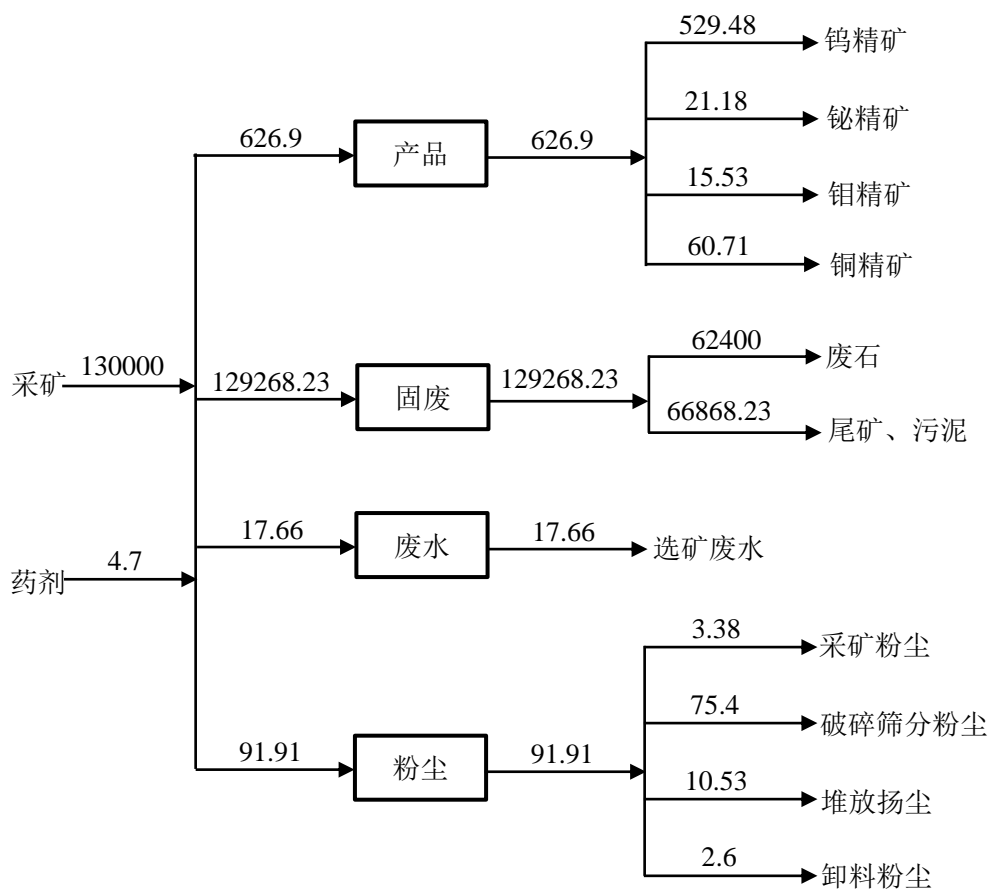 529.48
钨精矿
21.18
铋精矿
626.9
产品
626.9
15.53
钼精矿
60.71
铜精矿
采矿
130000
129268.23
固废
129268.23
62400
废石
66868.23
尾矿、污泥
药剂
4.7
17.66
废水
17.66
选矿废水
3.38
采矿粉尘
75.4
破碎筛分粉尘
91.91
粉尘
91.91
10.53
堆放扬尘
2.6
卸料粉尘